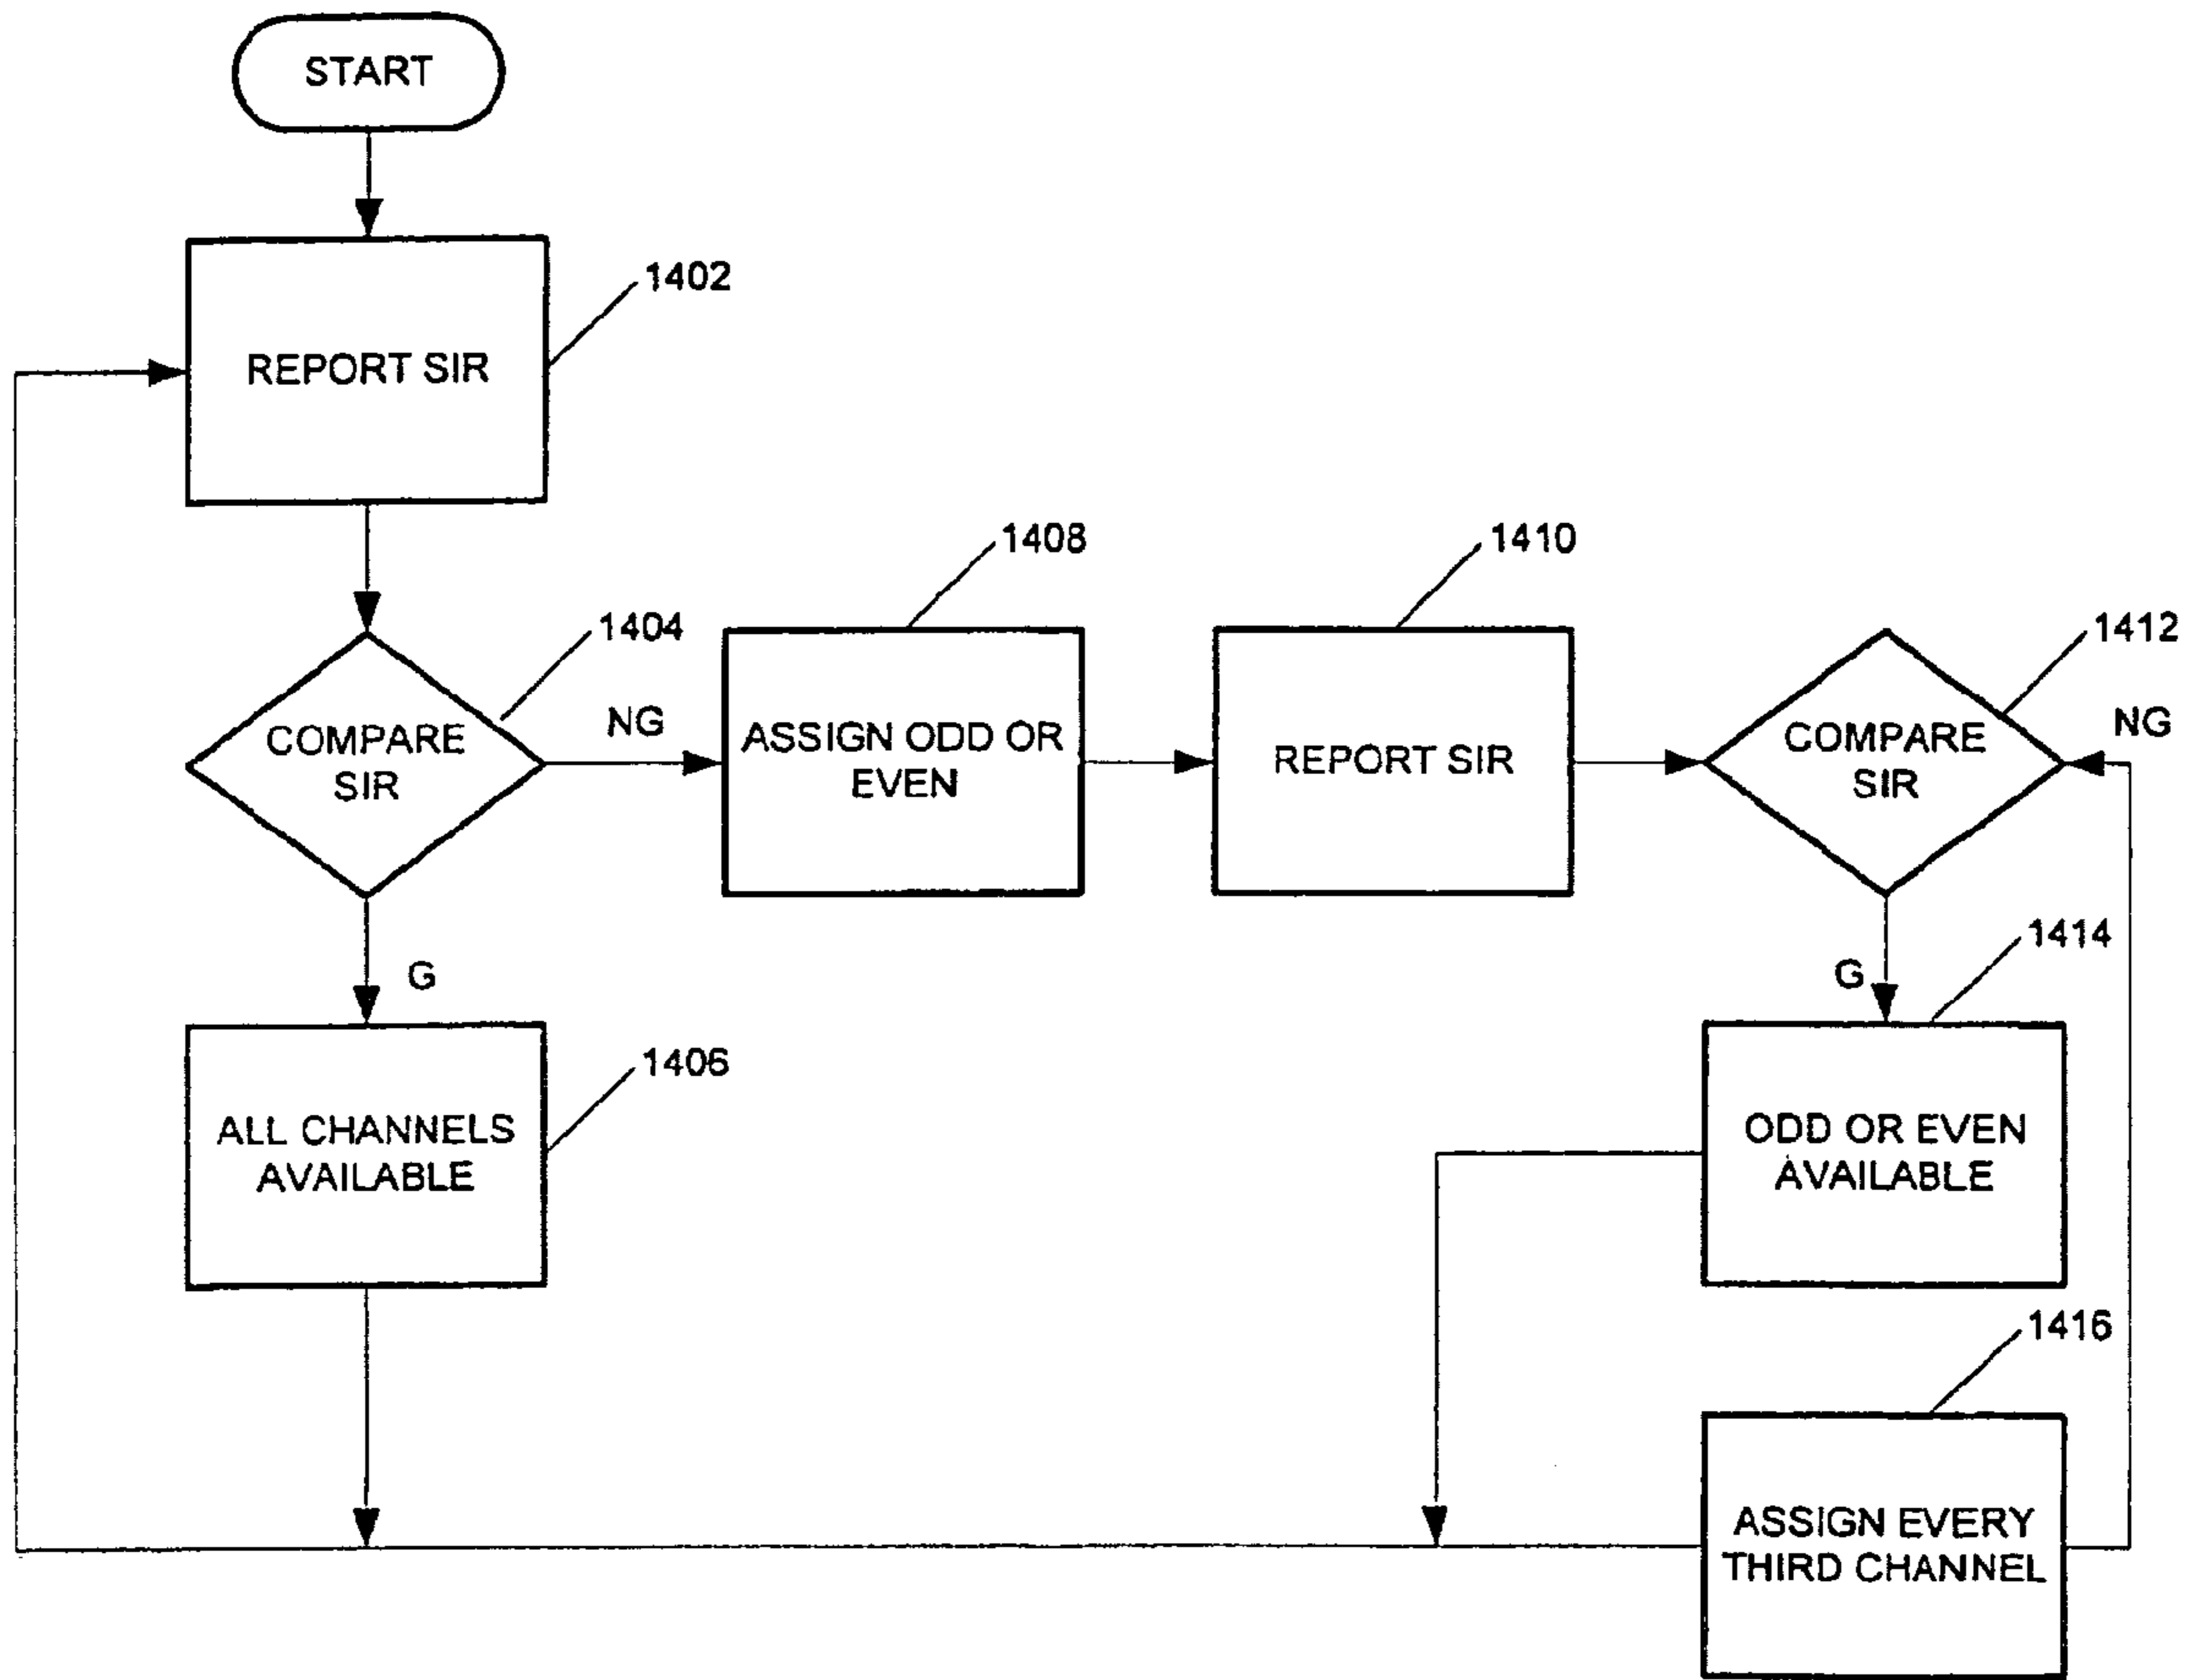 START
1402
REPORT SIR
1404
COMPARE
SIR
NG
1408
ASSIGN ODD OR
EVEN
1410
REPORT SIR
1412
COMPARE
SIR
NG
G
1406
ALL CHANNELS
AVAILABLE
G
1414
ODD OR EVEN
AVAILABLE
1416
ASSIGN EVERY
THIRD CHANNEL